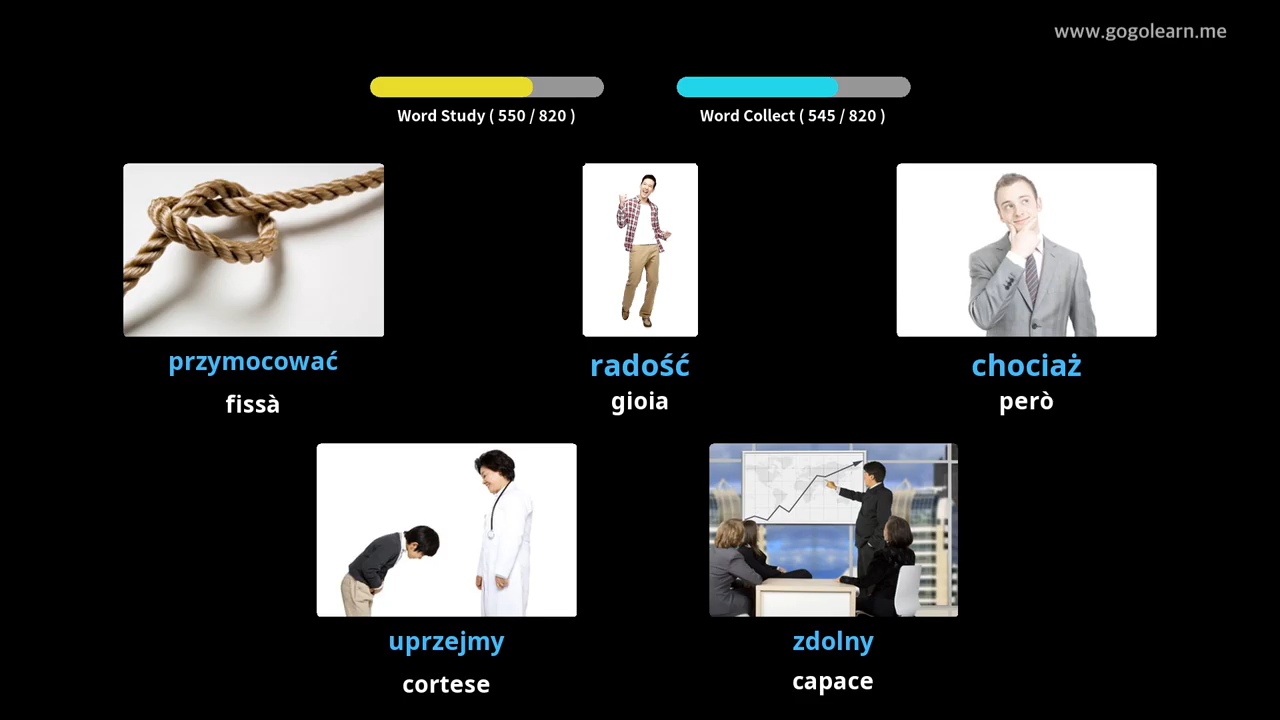 www.gogolearn.me
Word Study ( 550 / 820 )
Word Collect ( 545 / 820 )
przymocować
fissà
radość
gioia
chociaż
però
uprzejmy
cortese
zdolny
capace